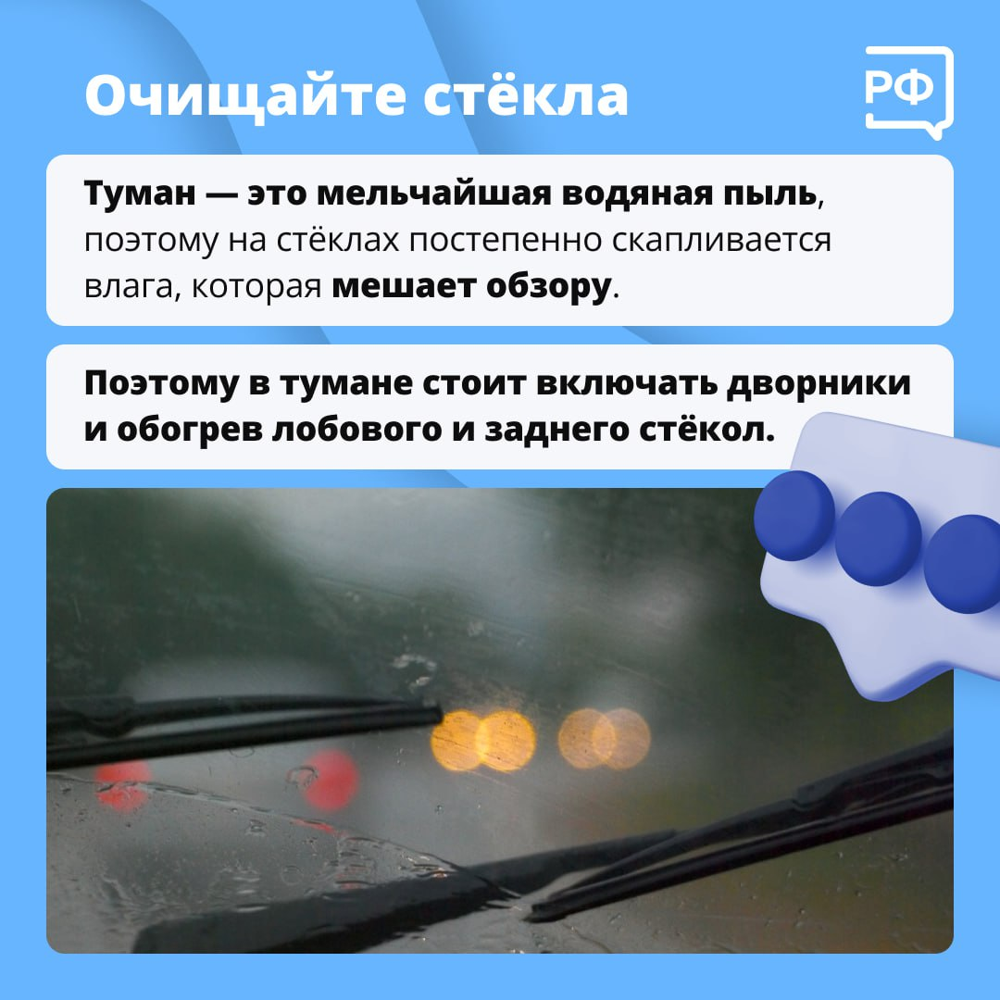 Очищайте стёкла
РФ
Туман — это мельчайшая водяная пыль,
поэтому на стёклах постепенно скапливается
влага, которая мешает обзору.
Поэтому в тумане стоит включать дворники
и обогрев лобового и заднего стёкол.